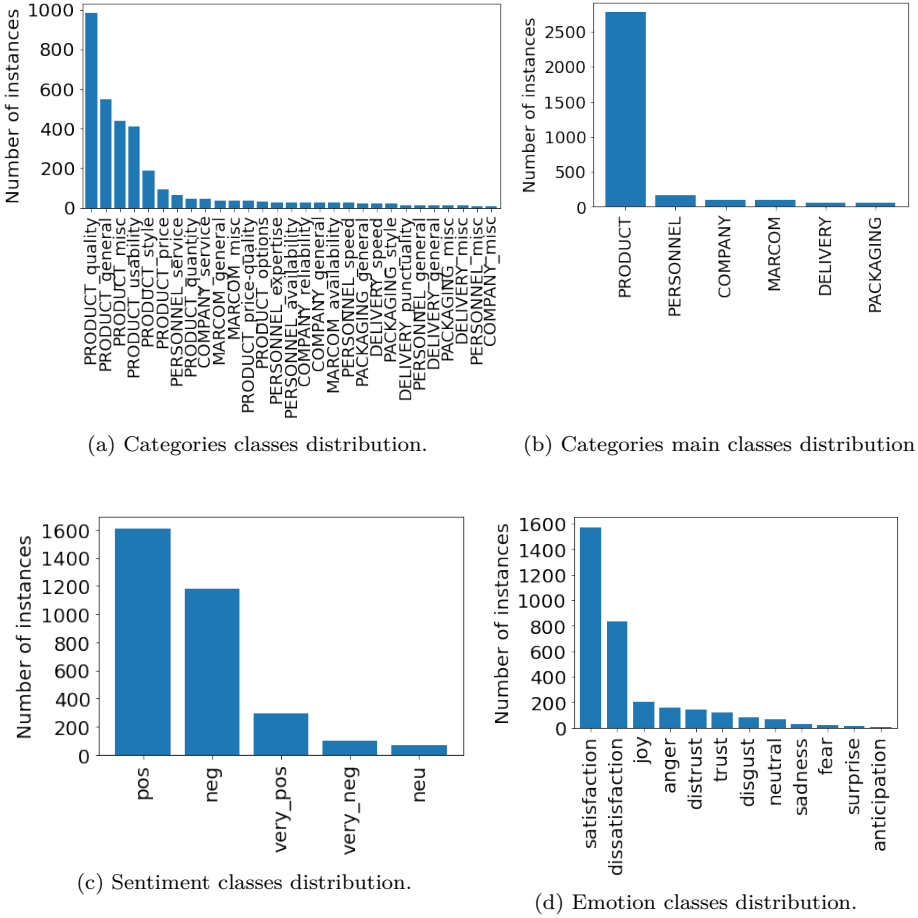 Number of instances
1000
800
600
400
200
0
PRODUCT_quality
PRODUCT_general
PRODUCT_misc
PRODUCT_usability
PRODUCT_style
PRODUCT_price
PERSONNEL_service
PRODUCT_quantity
COMPANY_service
MARCOM_general
MARCOM_misc
PRODUCT_price-quality
PRODUCT_options
PERSONNEL_expertise
PERSONNEL_availability
COMPANY_reliability
COMPANY_general
MARCOM_availability
PERSONNEL_speed
PACKAGING_general
DELIVERY_speed
PACKAGING_style
DELIVERY_punctuality
PERSONNEL_general
DELIVERY_general
PACKAGING_misc
DELIVERY_misc
PERSONNEL_misc
COMPANY_misc
(a) Categories classes distribution.
Number of instances
2500
2000
1500
1000
500
0
PRODUCT
PERSONNEL
COMPANY
MARCOM
DELIVERY
PACKAGING
(b) Categories main classes distribution
Number of instances
1600
1400
1200
1000
800
600
400
200
0
pos
neg
very_pos
very_neg
neu
(c) Sentiment classes distribution.
Number of instances
1600
1400
1200
1000
800
600
400
200
0
satisfaction
dissatisfaction
joy
anger
distrust
trust
disgust
neutral
sadness
fear
surprise
anticipation
(d) Emotion classes distribution.